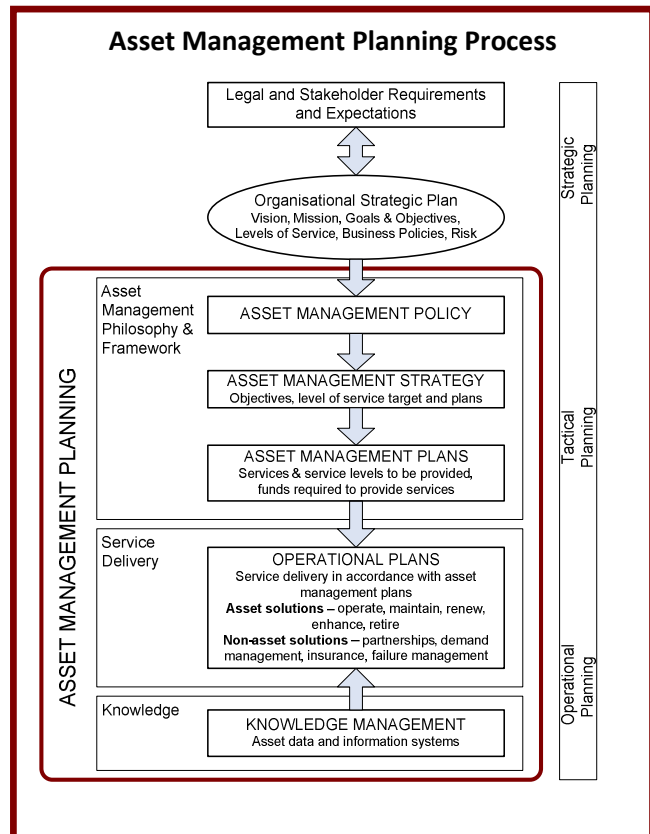 Asset Management Planning Process
Legal and Stakeholder Requirements
and Expectations
Organisational Strategic Plan
Vision, Mission, Goals & Objectives,
Levels of Service, Business Policies, Risk
Strategic
Planning
Asset
Management
Philosophy &
Framework
ASSET MANAGEMENT POLICY
ASSET MANAGEMENT STRATEGY
Objectives, level of service target and plans
ASSET MANAGEMENT PLANS
Services & service levels to be provided,
funds required to provide services
Tactical
Planning
ASSET MANAGEMENT PLANNING
Service
Delivery
OPERATIONAL PLANS
Service delivery in accordance with asset
management plans
Asset solutions – operate, maintain, renew,
enhance, retire
Non-asset solutions – partnerships, demand
management, insurance, failure management
Operational
Planning
Knowledge
KNOWLEDGE MANAGEMENT
Asset data and information systems